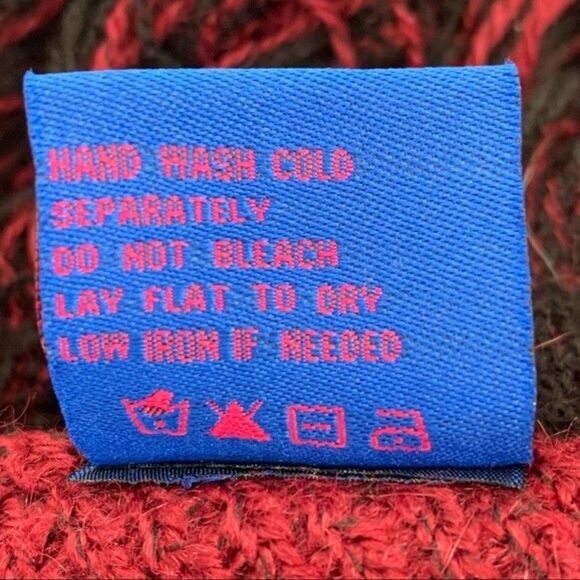 HAND WASH COLD
SEPARATELY
DO NOT BLEACH
LAY FLAT TO DRY
LOW IRON IF NEEDED